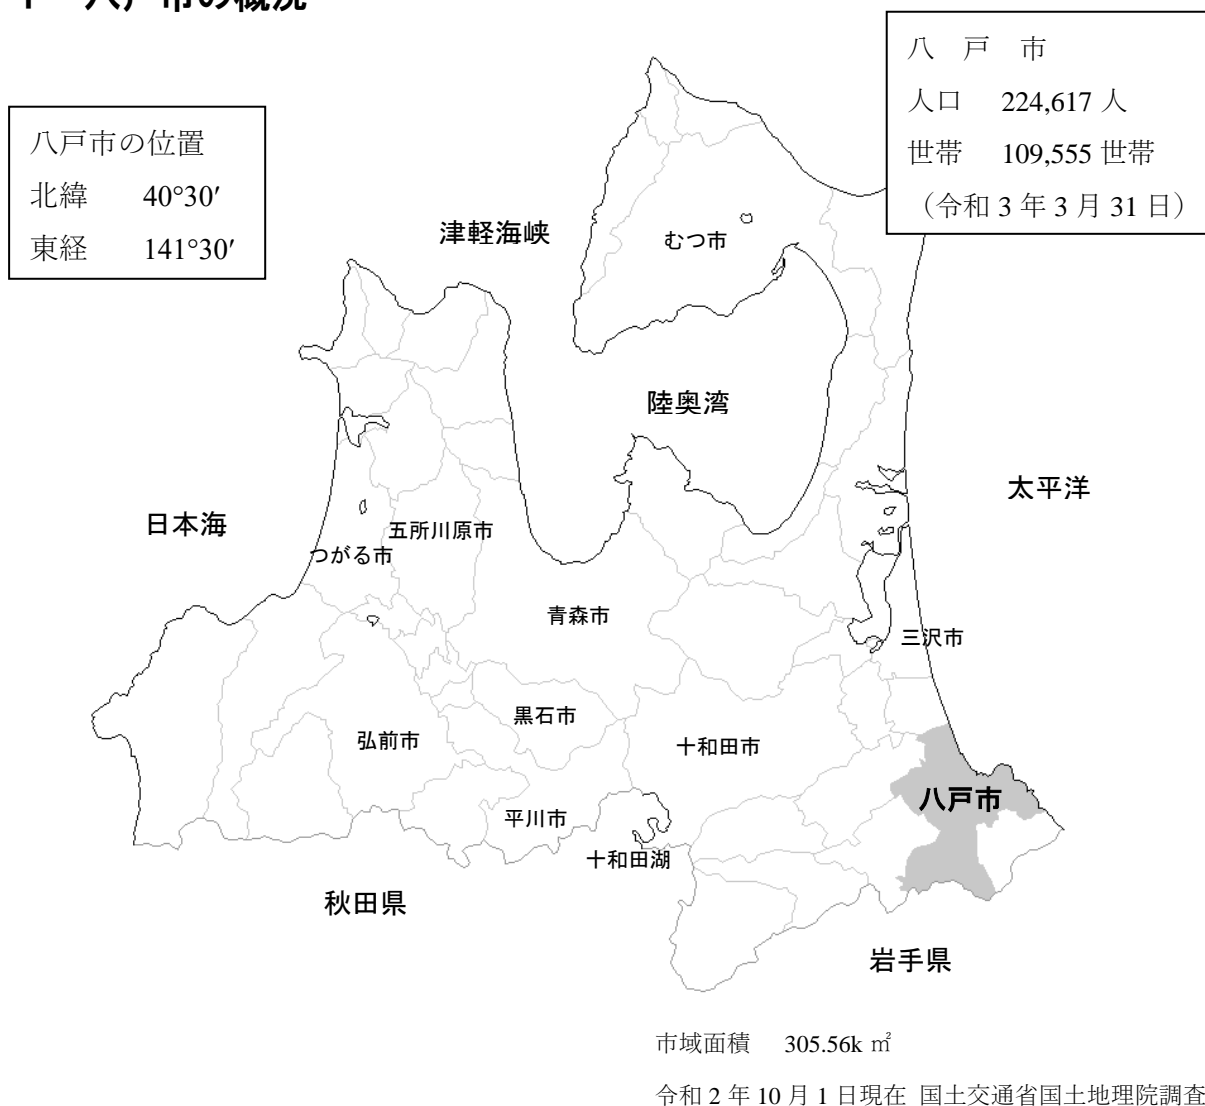 1 八戸市の概況
八 戸 市
人口 224,617 人
世帯 109,555 世帯
（令和 3 年 3 月 31 日）
八戸市の位置
北緯 40°30′
東経 141°30′
津軽海峡
むつ市
陸奥湾
太平洋
日本海
五所川原市
つがる市
青森市
三沢市
黒石市
弘前市
十和田市
八戸市
平川市
十和田湖
秋田県
岩手県
市域面積 305.56k ㎡
令和 2 年 10 月 1 日現在 国土交通省国土地理院調査